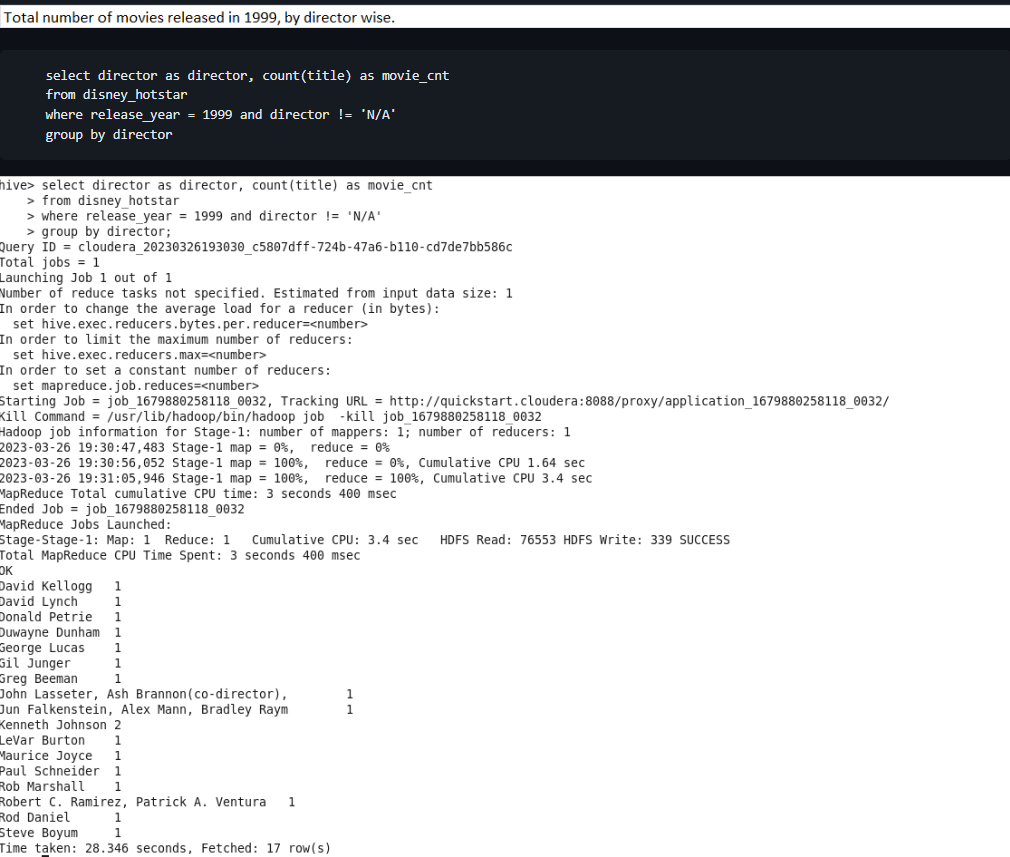 Total number of movies released in 1999, by director wise.
select director as director, count(title) as movie_cnt
from disney_hotstar
where release_year = 1999 and director != 'N/A'
group by director
hive> select director as director, count(title) as movie_cnt
    > from disney_hotstar
    > where release_year = 1999 and director != 'N/A'
    > group by director;
Query ID = cloudera_20230326193030_c5807dff-724b-47a6-b110-cd7de7bb586c
Total jobs = 1
Launching Job 1 out of 1
Number of reduce tasks not specified. Estimated from input data size: 1
In order to change the average load for a reducer (in bytes):
  set hive.exec.reducers.bytes.per.reducer=<number>
In order to limit the maximum number of reducers:
  set hive.exec.reducers.max=<number>
In order to set a constant number of reducers:
  set mapreduce.job.reduces=<number>
Starting Job = job_1679880258118_0032, Tracking URL = http://quickstart.cloudera:8088/proxy/application_1679880258118_0032/
Kill Command = /usr/lib/hadoop/bin/hadoop job  -kill job_1679880258118_0032
Hadoop job information for Stage-1: number of mappers: 1; number of reducers: 1
2023-03-26 19:30:47,483 Stage-1 map = 0%,  reduce = 0%
2023-03-26 19:30:56,052 Stage-1 map = 100%,  reduce = 0%, Cumulative CPU 1.64 sec
2023-03-26 19:31:05,946 Stage-1 map = 100%,  reduce = 100%, Cumulative CPU 3.4 sec
MapReduce Total cumulative CPU time: 3 seconds 400 msec
Ended Job = job_1679880258118_0032
MapReduce Jobs Launched:
Stage-Stage-1: Map: 1  Reduce: 1   Cumulative CPU: 3.4 sec   HDFS Read: 76553 HDFS Write: 339 SUCCESS
Total MapReduce CPU Time Spent: 3 seconds 400 msec
OK
David Kellogg	1
David Lynch	1
Donald Petrie	1
Duwayne Dunham	1
George Lucas	1
Gil Junger	1
Greg Beeman	1
John Lasseter, Ash Brannon(co-director),	1
Jun Falkenstein, Alex Mann, Bradley Raym	1
Kenneth Johnson	2
LeVar Burton	1
Maurice Joyce	1
Paul Schneider	1
Rob Marshall	1
Robert C. Ramirez, Patrick A. Ventura	1
Rod Daniel	1
Steve Boyum	1
Time taken: 28.346 seconds, Fetched: 17 row(s)